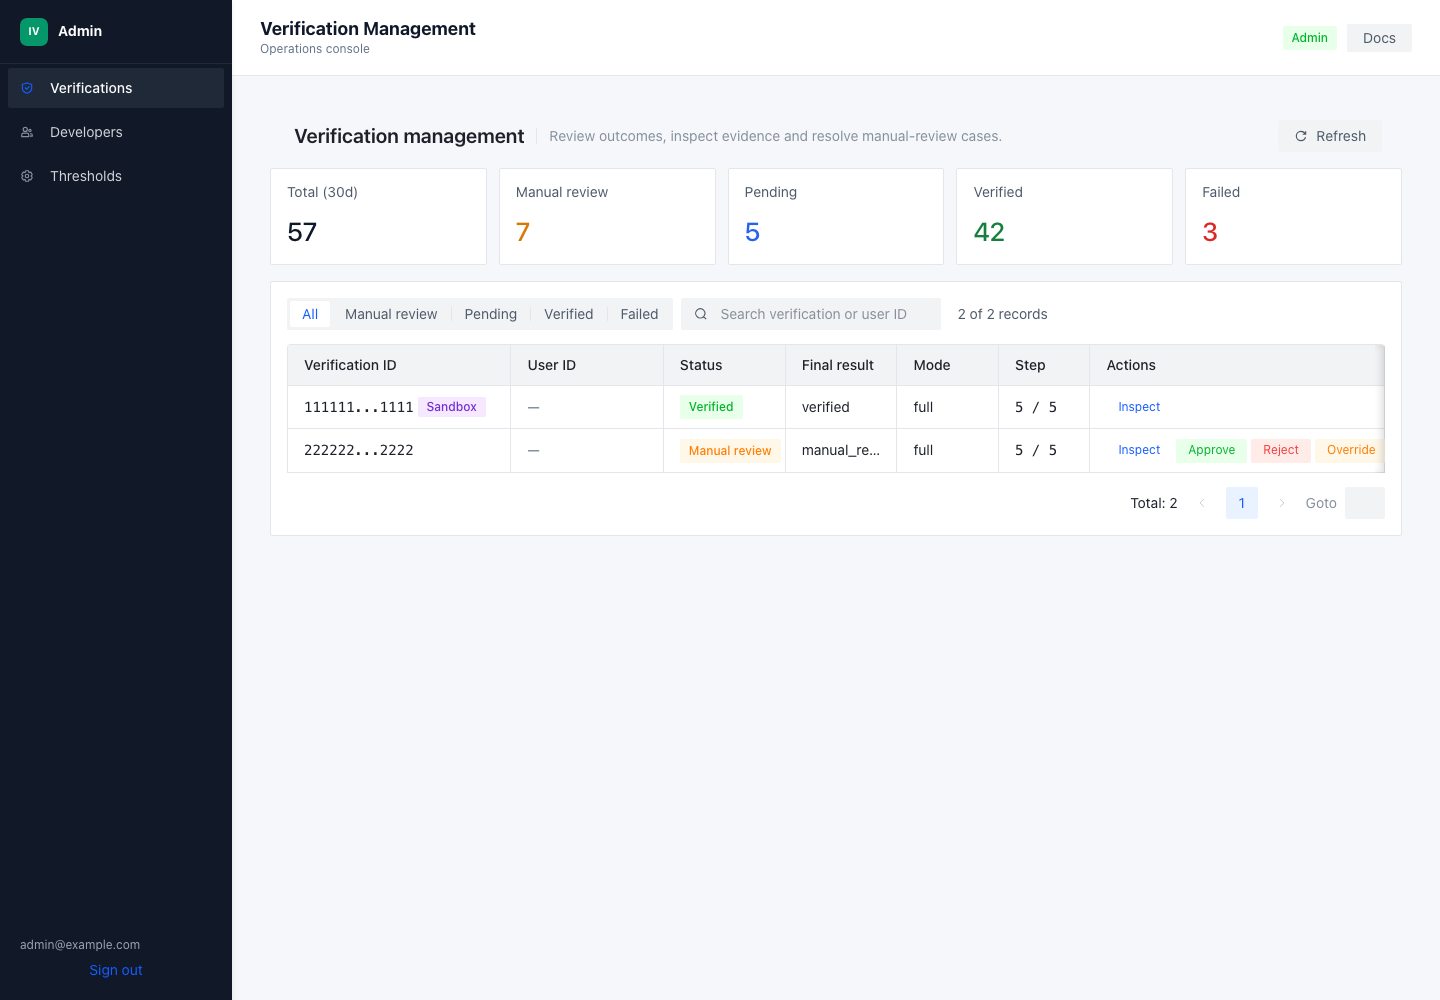 IV Admin
Verifications
Developers
Thresholds
admin@example.com
Sign out
Verification Management
Operations console
Admin Docs
Verification management Review outcomes, inspect evidence and resolve manual-review cases. Refresh
Total (30d) Manual review Pending Verified Failed
57 7 5 42 3
All Manual review Pending Verified Failed Search verification or user ID 2 of 2 records
Verification ID User ID Status Final result Mode Step Actions
111111...1111 Sandbox — Verified verified full 5 / 5 Inspect
222222...2222 — Manual review manual_re... full 5 / 5 Inspect Approve Reject Override
Total: 2 1 Goto